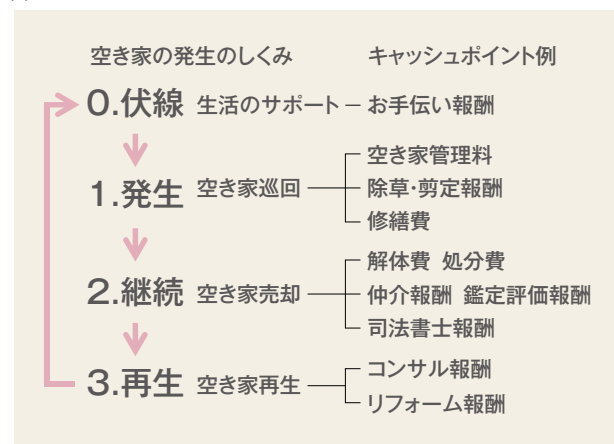 空き家の発生のしくみ キャッシュポイント例
0.伏線 生活のサポート お手伝い報酬
1.発生 空き家巡回
空き家管理料
除草・剪定報酬
修繕費
2.継続 空き家売却
解体費 処分費
仲介報酬 鑑定評価報酬
司法書士報酬
3.再生 空き家再生
コンサル報酬
リフォーム報酬